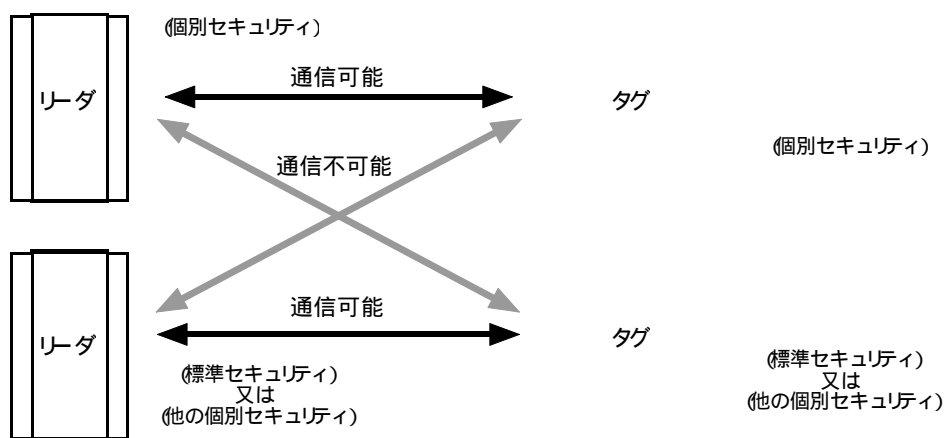 (個別セキュリティ)
通信可能
リーダ
タグ
(個別セキュリティ)
通信不可能
通信可能
リーダ
タグ
(標準セキュリティ)
又は
(他の個別セキュリティ)
(標準セキュリティ)
又は
(他の個別セキュリティ)